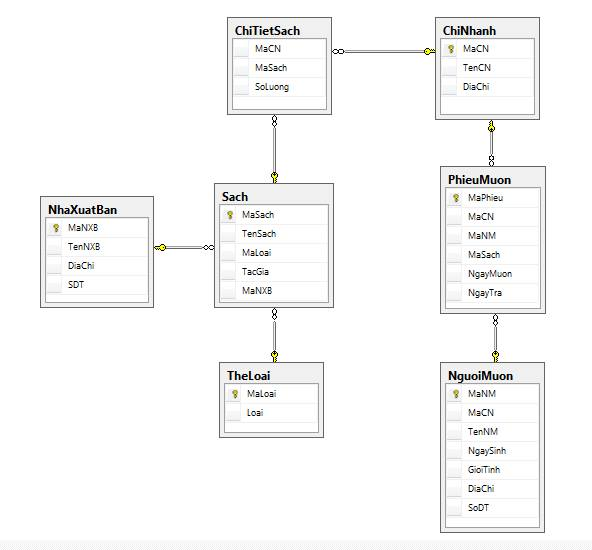 ChiTietSach
MaCN
MaSach
SoLuong
ChiNhanh
MaCN
TenCN
DiaChi
NhaXuatBan
MaNXB
TenNXB
DiaChi
SDT
Sach
MaSach
TenSach
MaLoai
TacGia
MaNXB
PhieuMuon
MaPhieu
MaCN
MaNM
MaSach
NgayMuon
NgayTra
TheLoai
MaLoai
Loai
NguoiMuon
MaNM
MaCN
TenNM
NgaySinh
GioiTinh
DiaChi
SoDT